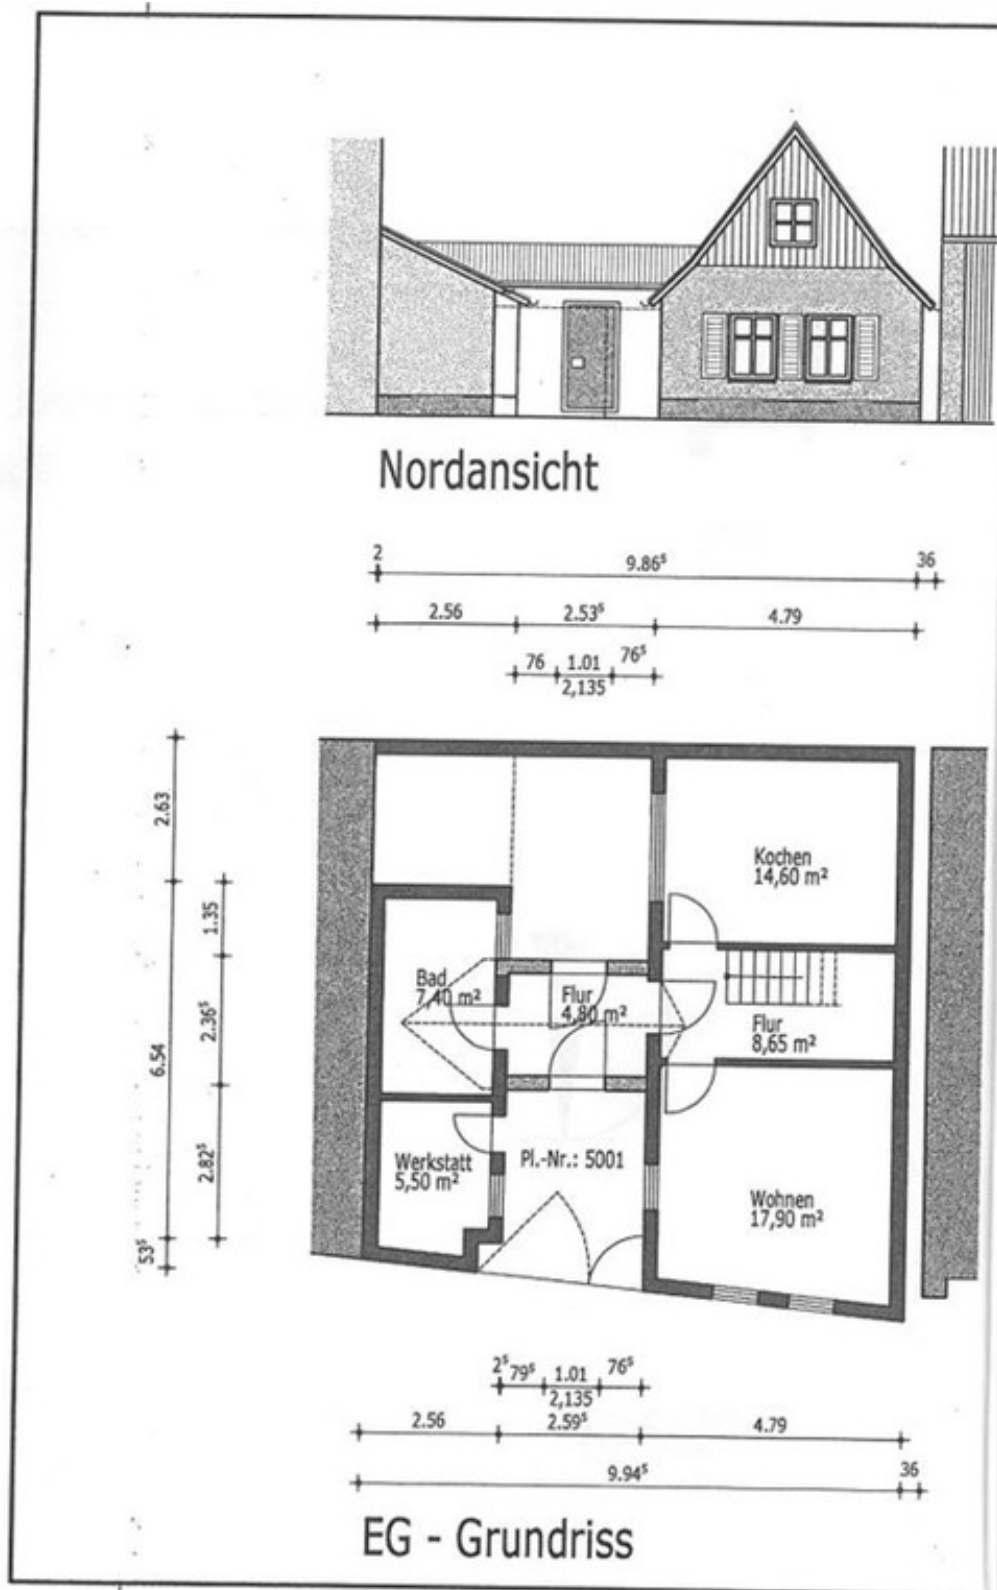 Nordansicht
2 9.86⁵ 36
2.56 2.53⁵ 4.79
76 1.01 76⁵
2,135
2.63
1.35
2.36⁵
6.54
2.82⁵
53⁵
Kochen
14,60 m²
Bad
7,40 m²
Flur
4,80 m²
Flur
8,65 m²
Werkstatt
5,50 m²
Pl.-Nr.: 5001
Wohnen
17,90 m²
2⁵ 79⁵ 1.01 76⁵
2,135
2.56 2.59⁵ 4.79
9.94⁵ 36
EG - Grundriss